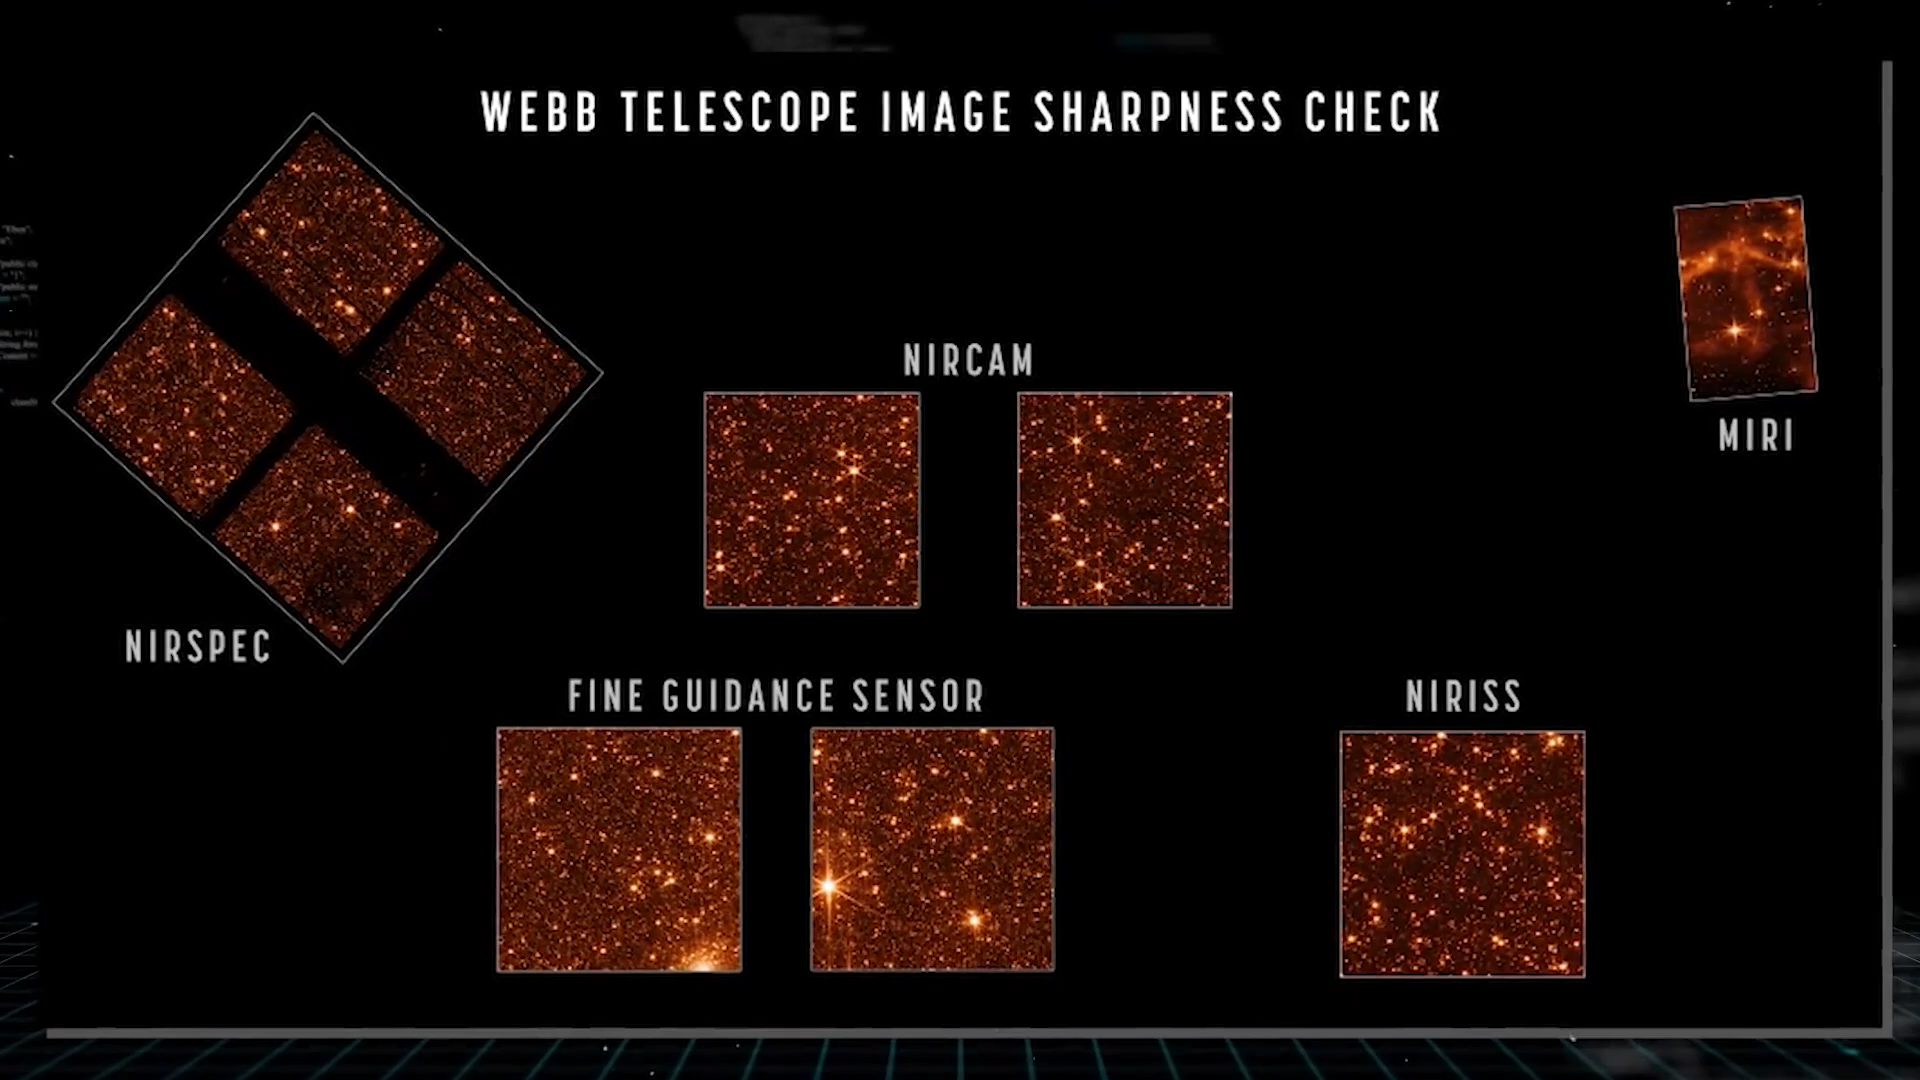 WEBB TELESCOPE IMAGE SHARPNESS CHECK
NIRCAM
MIRI
NIRSPEC
FINE GUIDANCE SENSOR
NIRISS